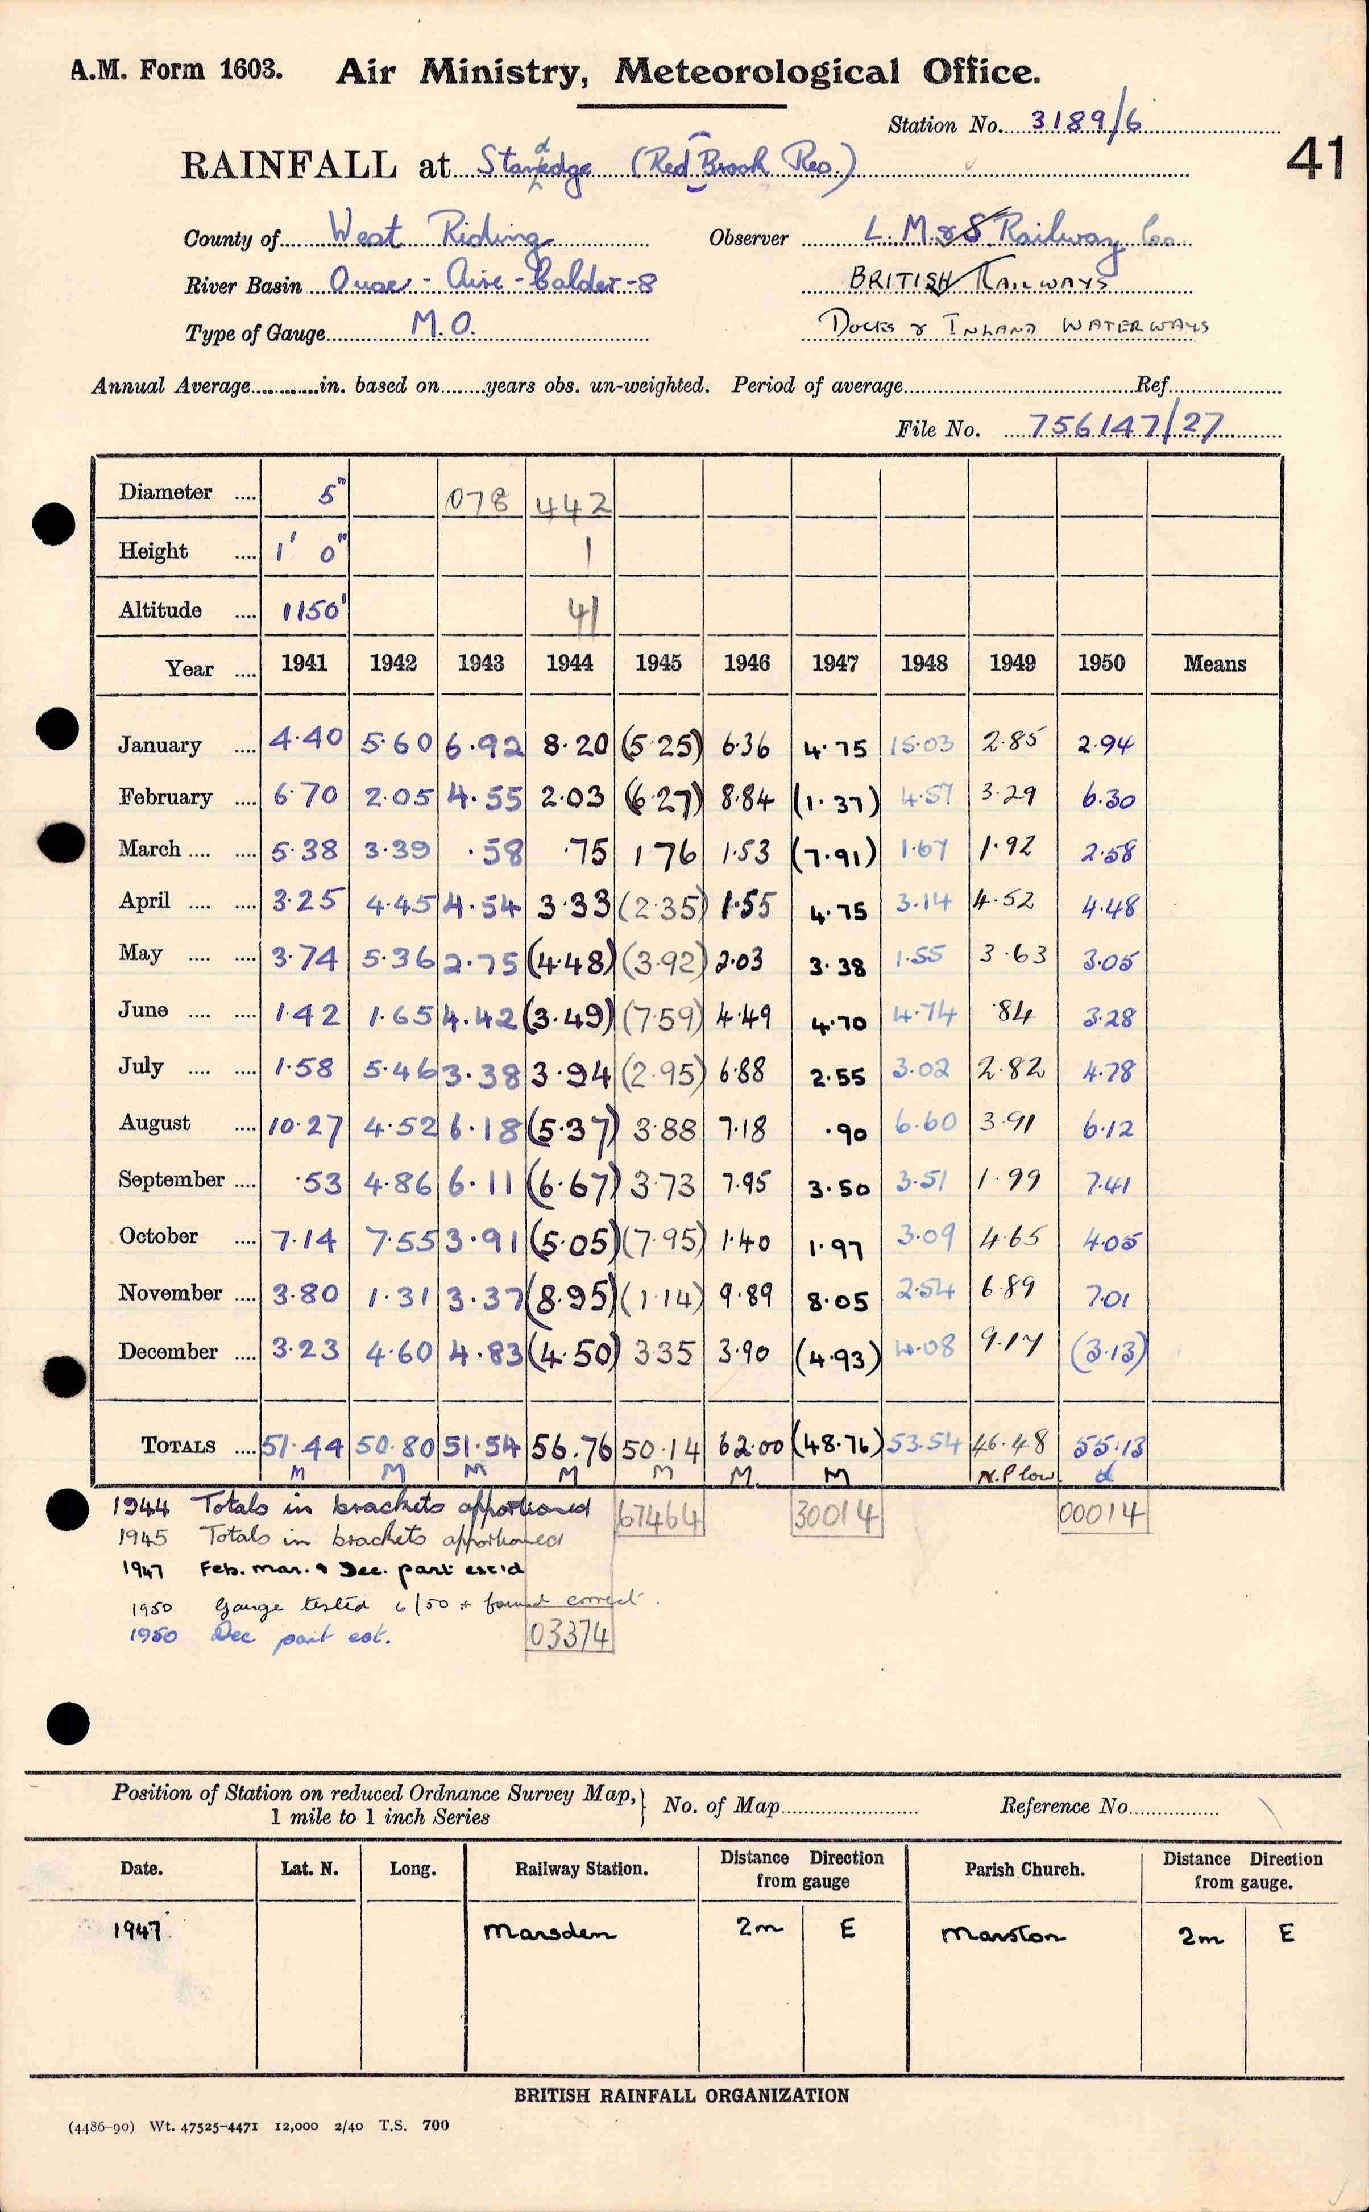 A.M. Form 1603. Air Ministry, Meteorological Office.
Station No. 3189/6
41
RAINFALL at Standedge (Red Brook Res.)
County of West Riding Observer L.M.&S. Railway Co.
River Basin Ouse - Aire - Calder - 8 BRITISH RAILWAYS
Type of Gauge M.O. DOCKS & INLAND WATERWAYS
Annual Average............in. based on.......years obs. un-weighted. Period of average...............Ref...............
File No. 756147/27
Diameter .... 5" 078 442
Height .... 1' 0" 1
Altitude .... 1150' 41
Year .... 1941 1942 1943 1944 1945 1946 1947 1948 1949 1950 Means
January .... 4.40 5.60 6.92 8.20 (5.25) 6.36 4.75 15.03 2.85 2.94
February .... 6.70 2.05 4.55 2.03 (6.27) 8.84 (1.37) 4.57 3.29 6.30
March .... .... 5.38 3.39 .58 .75 1 76 1.53 (7.91) 1.67 1.92 2.58
April .... .... 3.25 4.45 4.54 3.33 (2.35) 1.55 4.75 3.14 4.52 4.48
May .... .... 3.74 5.36 2.75 (4.48) (3.92) 2.03 3.38 1.55 3.63 3.05
June .... .... 1.42 1.65 4.42 (3.49) (7.59) 4.49 4.70 4.74 .84 3.28
July .... .... 1.58 5.46 3.38 3.94 (2.95) 6.88 2.55 3.02 2.82 4.78
August .... 10.27 4.52 6.18 (5.37) 3.88 7.18 .90 6.60 3.91 6.12
September .... .53 4.86 6.11 (6.67) 3.73 7.95 3.50 3.51 1.99 7.41
October .... 7.14 7.55 3.91 (5.05) (7.95) 1.40 1.97 3.09 4.65 4.05
November .... 3.80 1.31 3.37 (8.95) (1.14) 9.89 8.05 2.54 6.89 7.01
December .... 3.23 4.60 4.83 (4.50) 3 35 3.90 (4.93) 4.08 9.17 (3.13)
TOTALS .... 51.44 50.80 51.54 56.76 50.14 62.00 (48.76) 53.54 46.48 55.13
M M M M M M M N.P low. d
1944 Totals in brackets apportioned 67464 30014 00014
1945 Totals in brackets apportioned
1947 Feb. mar. & Dec. part est'd
1950 Gauge tested 6/50 & found correct.
1950 Dec part est. 03374
Position of Station on reduced Ordnance Survey Map, } No. of Map............ Reference No............
1 mile to 1 inch Series
Date. Lat. N. Long. Railway Station. Distance Direction from gauge Parish Church. Distance Direction from gauge.
1947 Marsden 2m E Marston 2m E
BRITISH RAINFALL ORGANIZATION
(4486-90) Wt. 47525-4471 12,000 2/40 T.S. 700